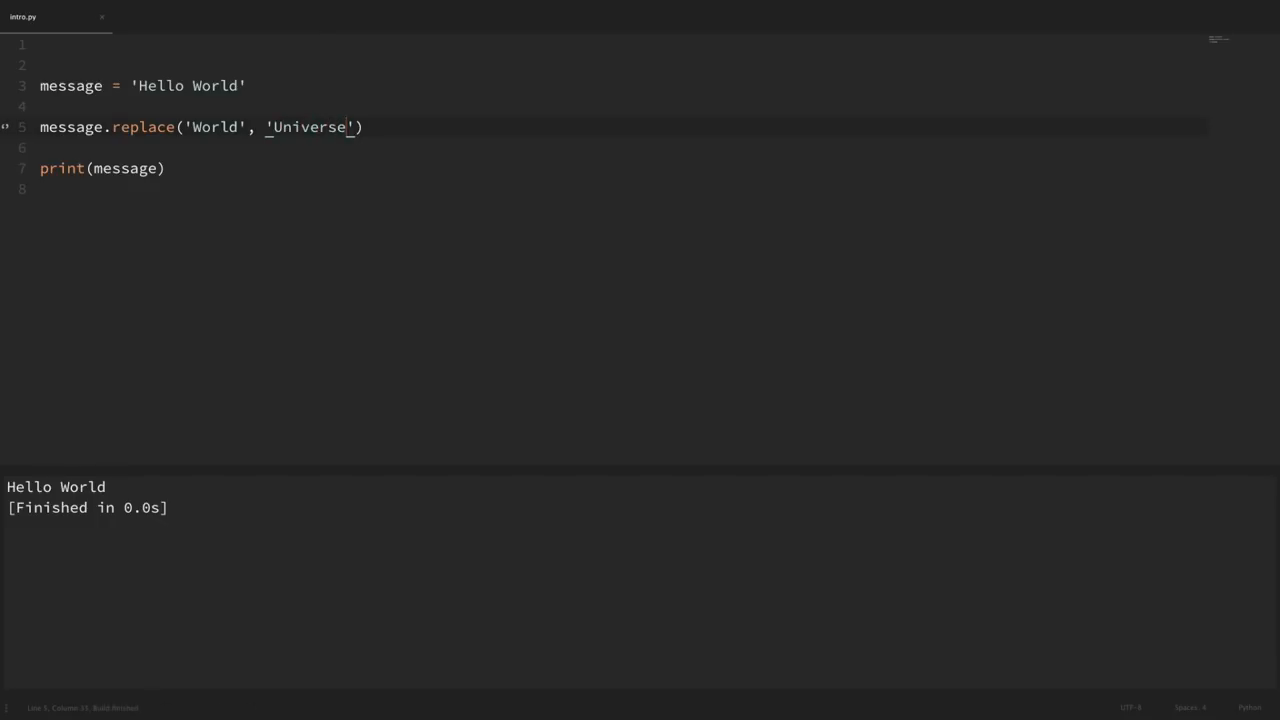 intro.py ×
1
2
3 message = 'Hello World'
4
5 message.replace('World', 'Universe')
6
7 print(message)
8
Hello World
[Finished in 0.0s]
Line 5, Column 33; Build finished UTF-8 Spaces: 4 Python